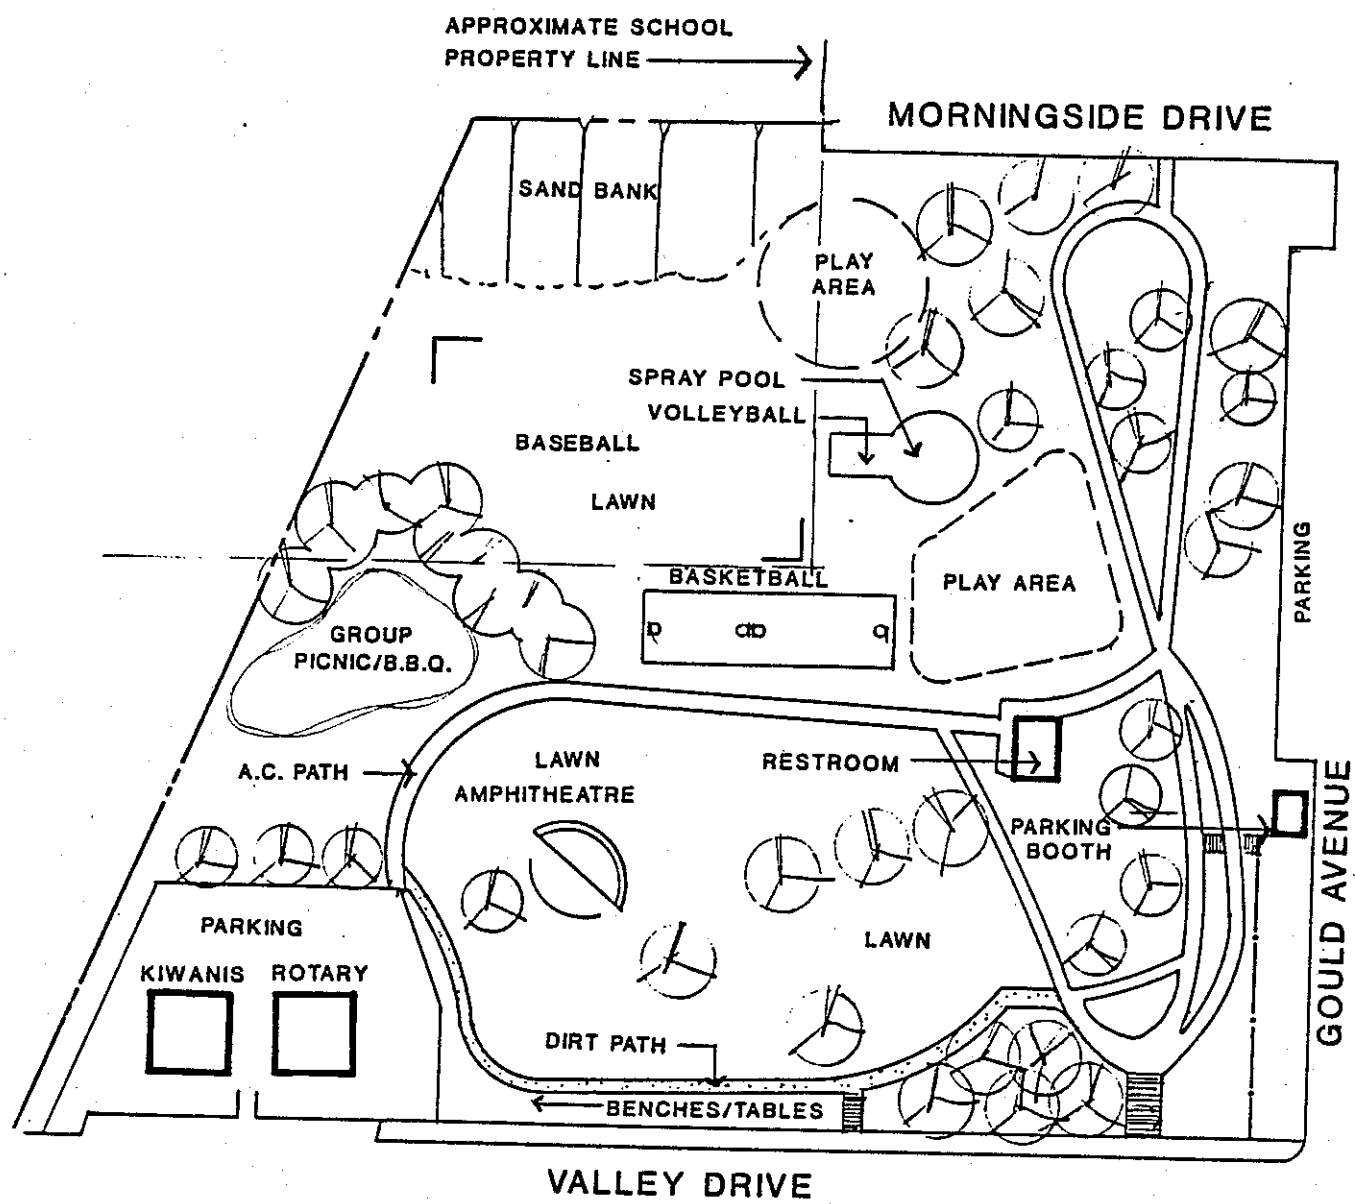 APPROXIMATE SCHOOL
PROPERTY LINE
MORNINGSIDE DRIVE
SAND BANK
PLAY
AREA
SPRAY POOL
VOLLEYBALL
BASEBALL
LAWN
BASKETBALL
PLAY AREA
PARKING
GROUP
PICNIC/B.B.Q.
A.C. PATH
LAWN
AMPHITHEATRE
RESTROOM
PARKING
BOOTH
GOULD AVENUE
PARKING
KIWANIS
ROTARY
LAWN
DIRT PATH
BENCHES/TABLES
VALLEY DRIVE